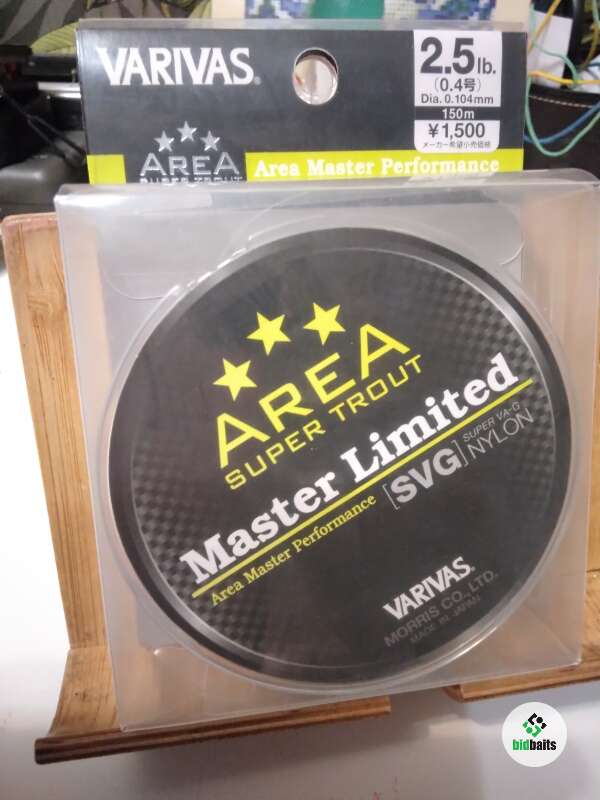 VARIVAS®
2.5lb.
(0.4号)
Dia. 0.104mm
150m
¥1,500
メーカー希望小売価格
AREA
SUPER TROUT
Area Master Performance
AREA
SUPER TROUT
Master Limited
Area Master Performance
[SVG] SUPER VA-G
NYLON
VARIVAS®
MORRIS CO., LTD.
MADE IN JAPAN
bidbaits